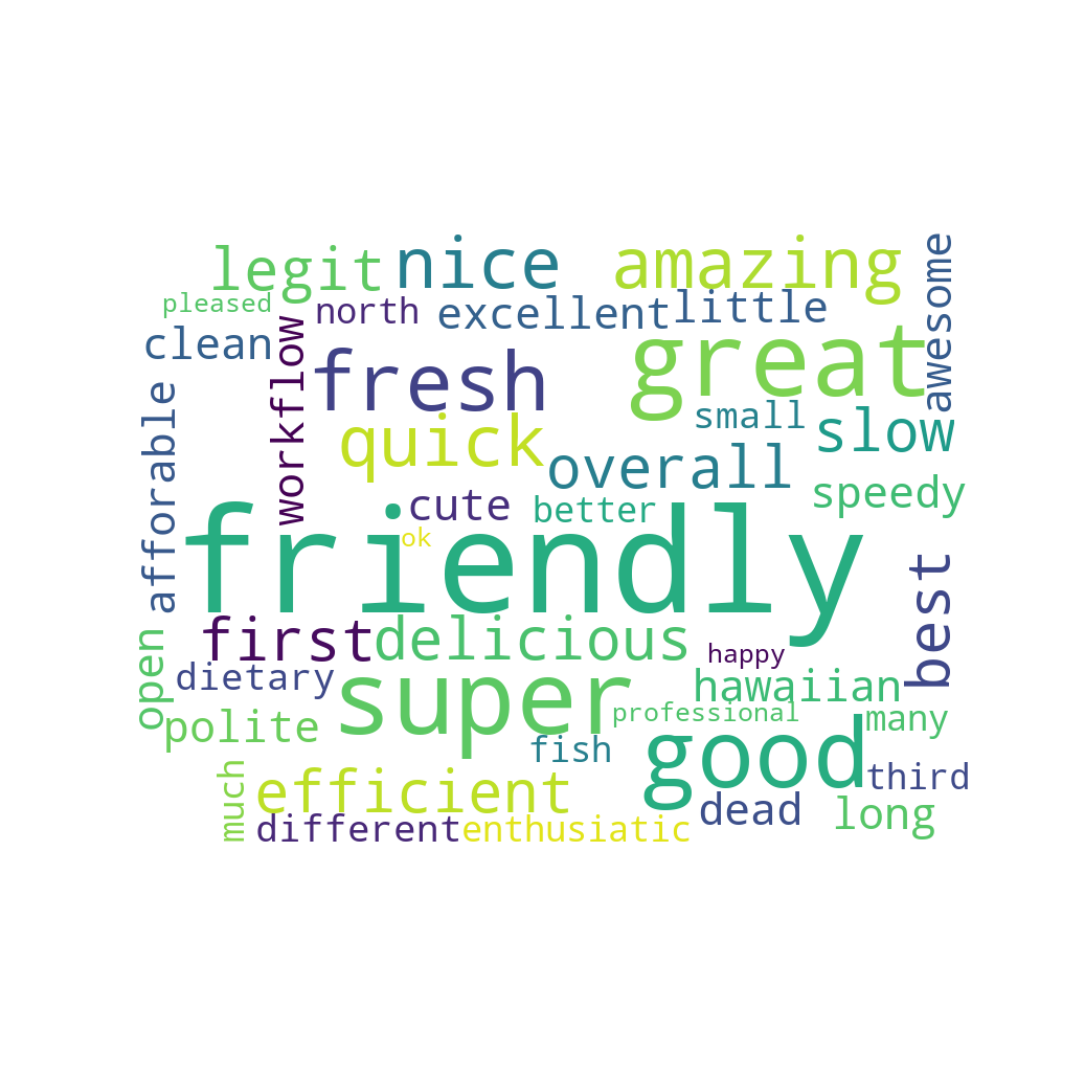 legit
nice
amazing
awesome
pleased
north
excellent
little
clean
workflow
fresh
great
afforable
quick
small
slow
overall
speedy
cute
better
ok
friendly
best
open
first
delicious
happy
dietary
super
hawaiian
polite
professional
many
fish
good
much
efficient
third
different
enthusiatic
dead
long